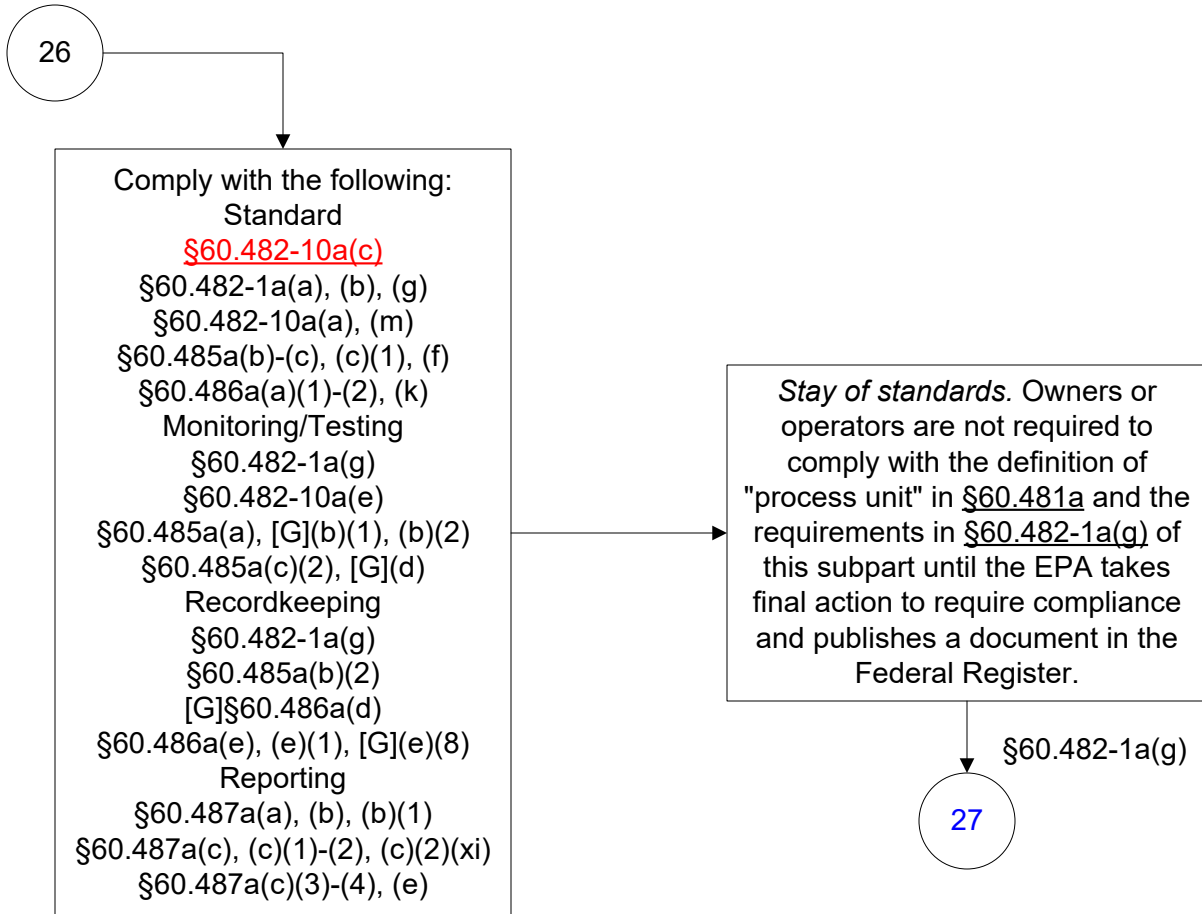 26
Comply with the following:
Standard
§60.482-10a(c)
§60.482-1a(a), (b), (g)
§60.482-10a(a), (m)
§60.485a(b)-(c), (c)(1), (f)
§60.486a(a)(1)-(2), (k)
Monitoring/Testing
§60.482-1a(g)
§60.482-10a(e)
§60.485a(a), [G](b)(1), (b)(2)
§60.485a(c)(2), [G](d)
Recordkeeping
§60.482-1a(g)
§60.485a(b)(2)
[G]§60.486a(d)
§60.486a(e), (e)(1), [G](e)(8)
Reporting
§60.487a(a), (b), (b)(1)
§60.487a(c), (c)(1)-(2), (c)(2)(xi)
§60.487a(c)(3)-(4), (e)
Stay of standards. Owners or
operators are not required to
comply with the definition of
"process unit" in §60.481a and the
requirements in §60.482-1a(g) of
this subpart until the EPA takes
final action to require compliance
and publishes a document in the
Federal Register.
§60.482-1a(g)
27